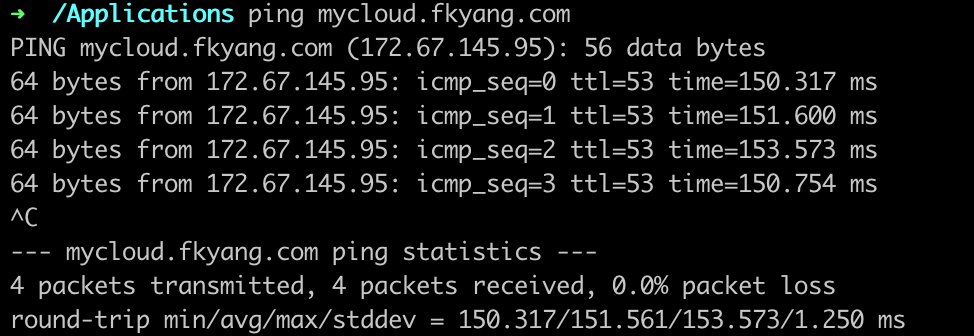 ➜  /Applications ping mycloud.fkyang.com
PING mycloud.fkyang.com (172.67.145.95): 56 data bytes
64 bytes from 172.67.145.95: icmp_seq=0 ttl=53 time=150.317 ms
64 bytes from 172.67.145.95: icmp_seq=1 ttl=53 time=151.600 ms
64 bytes from 172.67.145.95: icmp_seq=2 ttl=53 time=153.573 ms
64 bytes from 172.67.145.95: icmp_seq=3 ttl=53 time=150.754 ms
^C
--- mycloud.fkyang.com ping statistics ---
4 packets transmitted, 4 packets received, 0.0% packet loss
round-trip min/avg/max/stddev = 150.317/151.561/153.573/1.250 ms